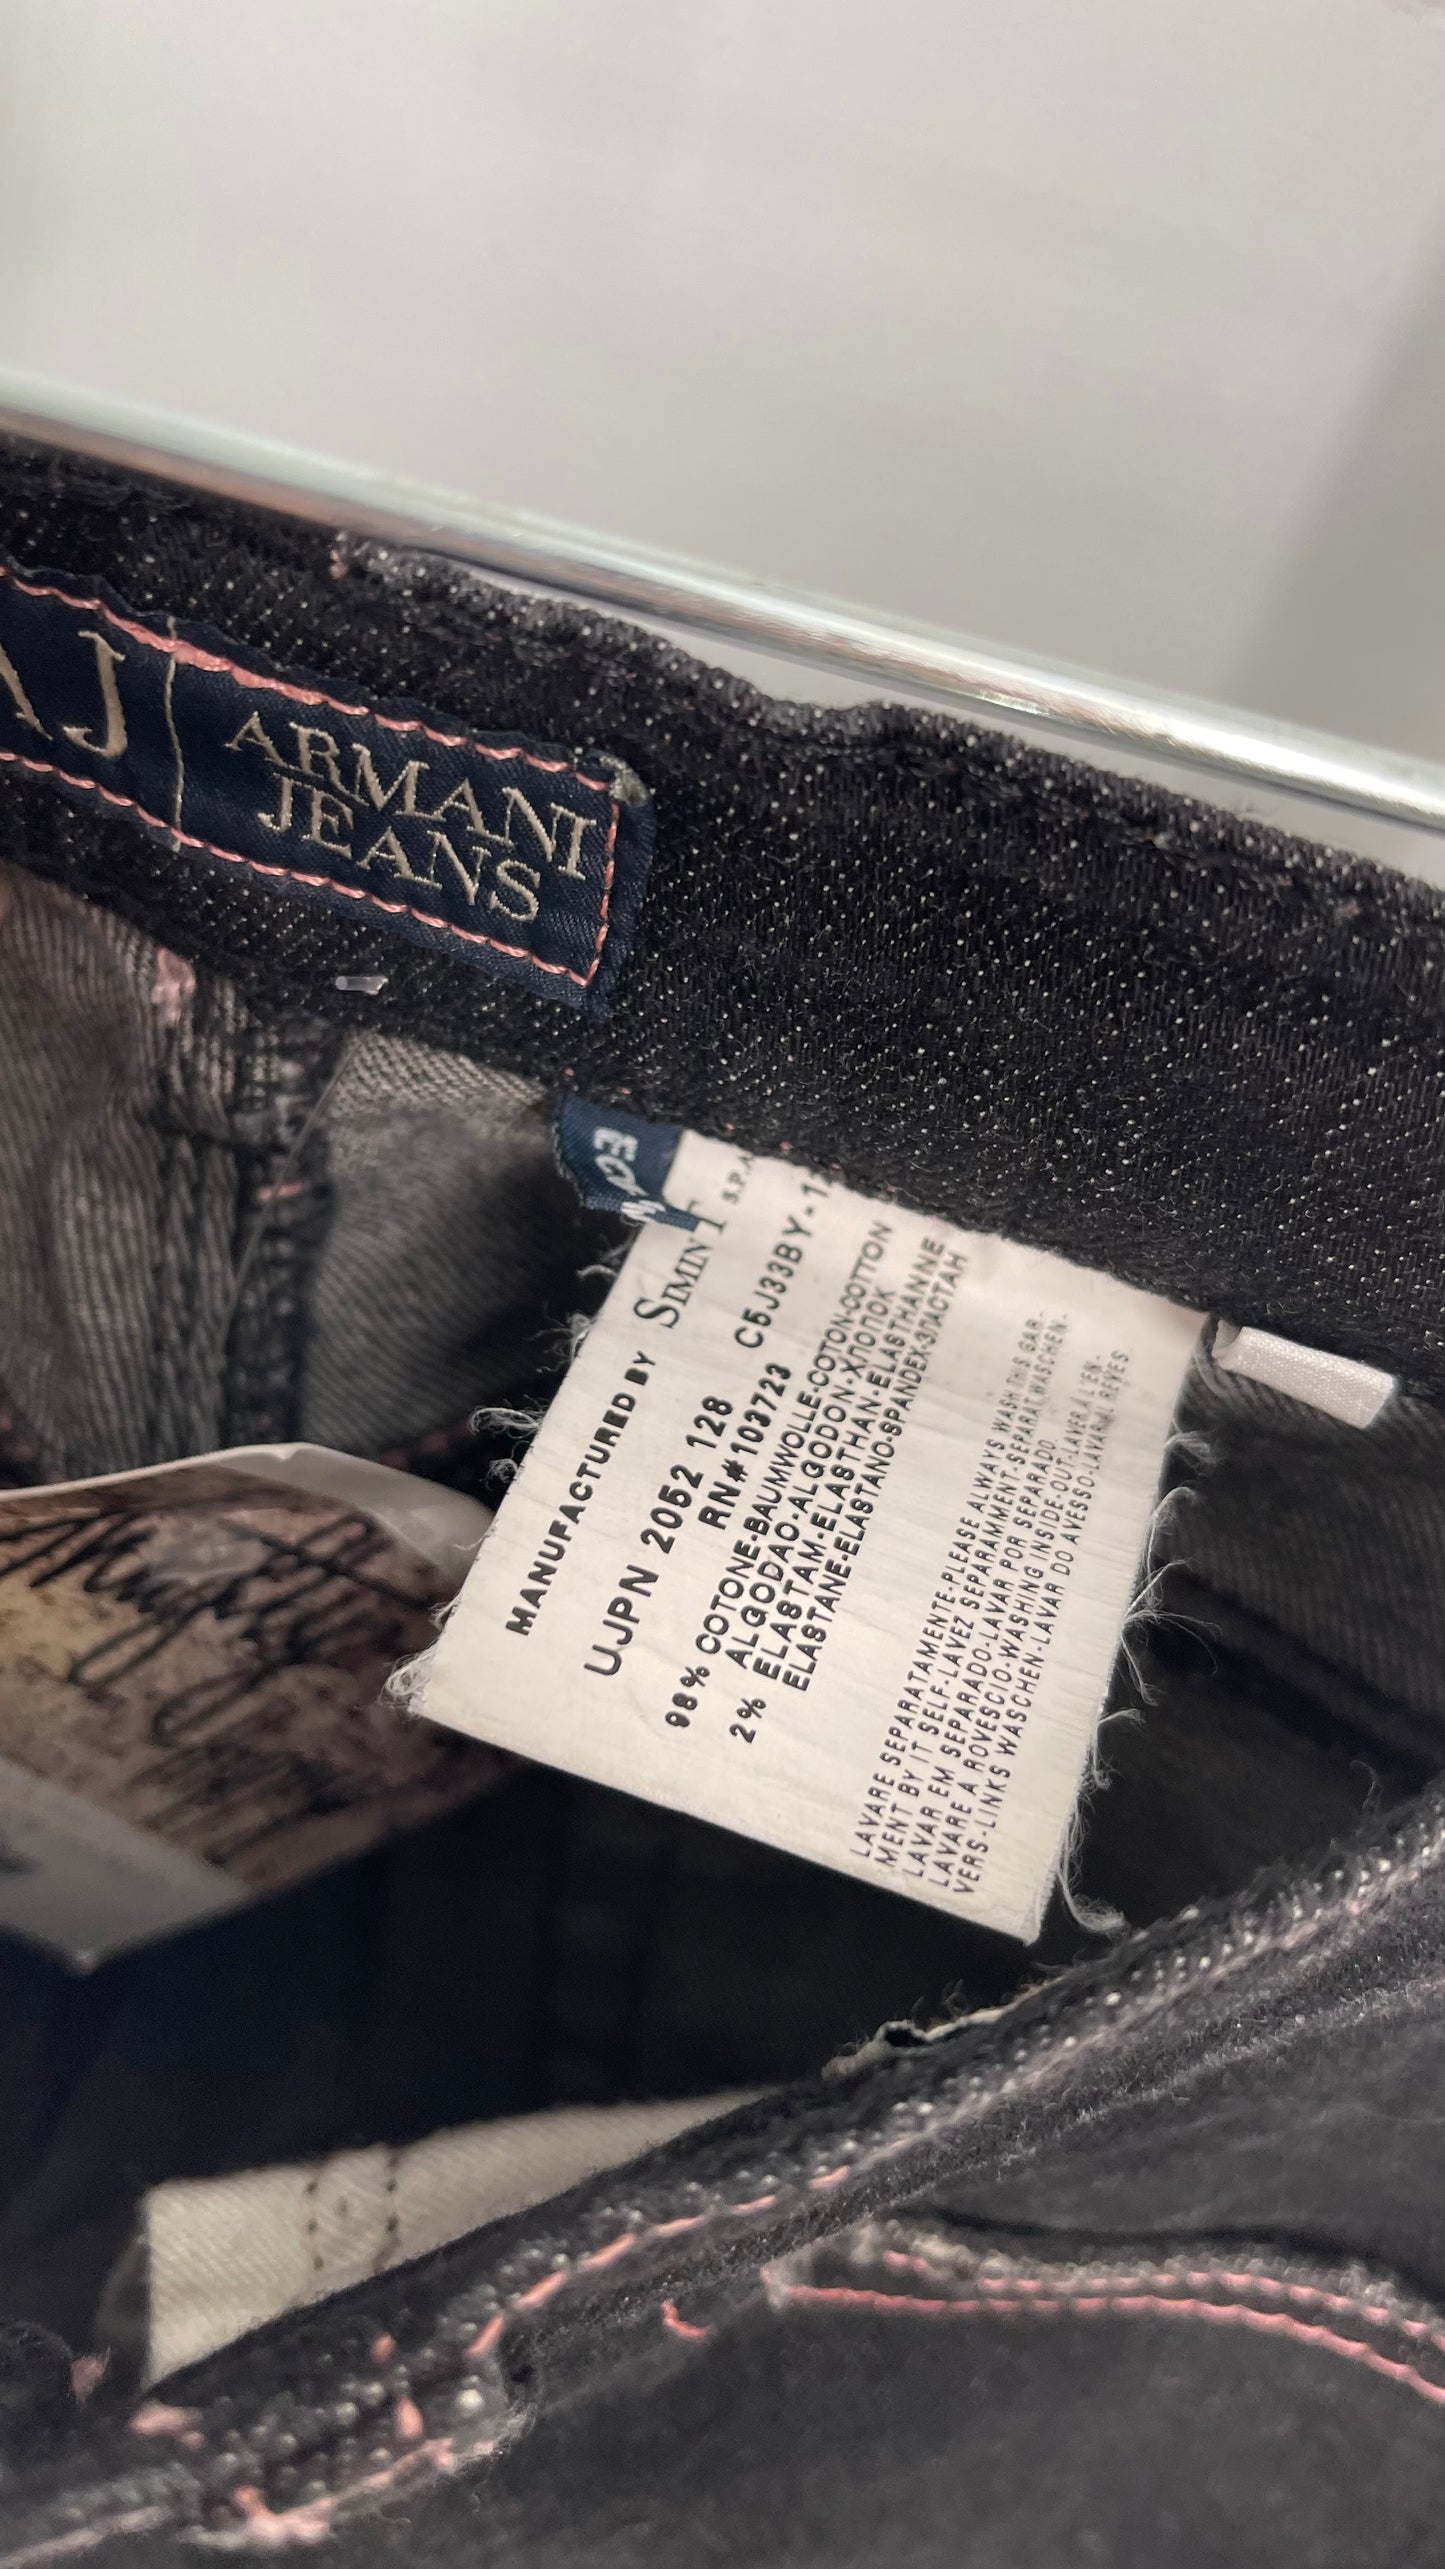 AJ
ARMANI
JEANS
MANUFACTURED BY SIMINT S.P.A
UJPN 2052 128 C5J33BY-12
RN#103723
98% COTONE-BAUMWOLLE-COTON-COTTON
ALGODAO-ALGODON-ХЛОПОК
2% ELASTAM-ELASTHAN-ELASTHANNE
ELASTANE-ELASTANO-SPANDEX-ЭЛАСТАН
LAVARE SEPARATAMENTE-PLEASE ALWAYS WASH THIS GAR-
MENT BY IT SELF-LAVEZ SEPARAMMENT-SEPARAT WASCHEN-
LAVAR EM SEPARADO-LAVAR POR SEPARADO
LAVARE A ROVESCIO-WASHING INSIDE-OUT-LAVER A L'EN-
VERS-LINKS WASCHEN-LAVAR DO AVESSO-LAVAR AL REVES